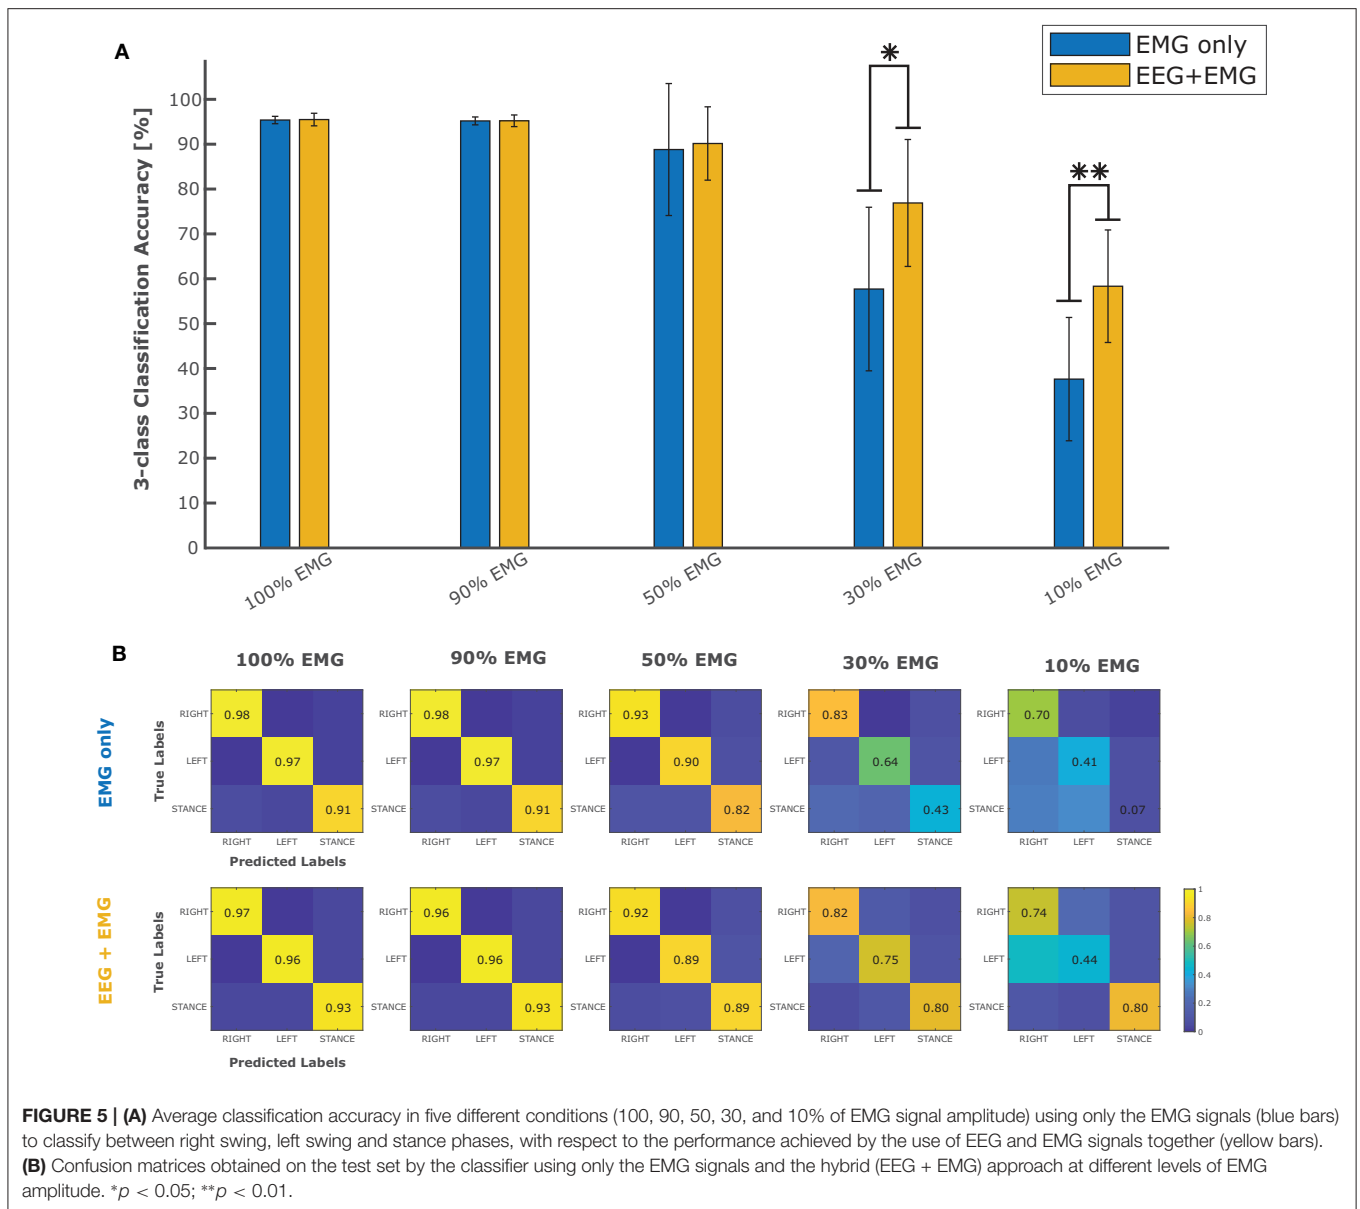 A
EMG only
EEG+EMG
3-class Classification Accuracy [%]
100
90
80
70
60
50
40
30
20
10
0
*
**
100% EMG
90% EMG
50% EMG
30% EMG
10% EMG
B
100% EMG
90% EMG
50% EMG
30% EMG
10% EMG
EMG only
True Labels
RIGHT
LEFT
STANCE
0.98
0.97
0.91
RIGHT LEFT STANCE
Predicted Labels
RIGHT
LEFT
STANCE
0.98
0.97
0.91
RIGHT LEFT STANCE
RIGHT
LEFT
STANCE
0.93
0.90
0.82
RIGHT LEFT STANCE
RIGHT
LEFT
STANCE
0.83
0.64
0.43
RIGHT LEFT STANCE
RIGHT
LEFT
STANCE
0.70
0.41
0.07
RIGHT LEFT STANCE
EEG + EMG
True Labels
RIGHT
LEFT
STANCE
0.97
0.96
0.93
RIGHT LEFT STANCE
Predicted Labels
RIGHT
LEFT
STANCE
0.96
0.96
0.93
RIGHT LEFT STANCE
RIGHT
LEFT
STANCE
0.92
0.89
0.89
RIGHT LEFT STANCE
RIGHT
LEFT
STANCE
0.82
0.75
0.80
RIGHT LEFT STANCE
RIGHT
LEFT
STANCE
0.74
0.44
0.80
RIGHT LEFT STANCE
1
0.8
0.6
0.4
0.2
0
FIGURE 5 | (A) Average classification accuracy in five different conditions (100, 90, 50, 30, and 10% of EMG signal amplitude) using only the EMG signals (blue bars)
to classify between right swing, left swing and stance phases, with respect to the performance achieved by the use of EEG and EMG signals together (yellow bars).
(B) Confusion matrices obtained on the test set by the classifier using only the EMG signals and the hybrid (EEG + EMG) approach at different levels of EMG
amplitude. *p < 0.05; **p < 0.01.